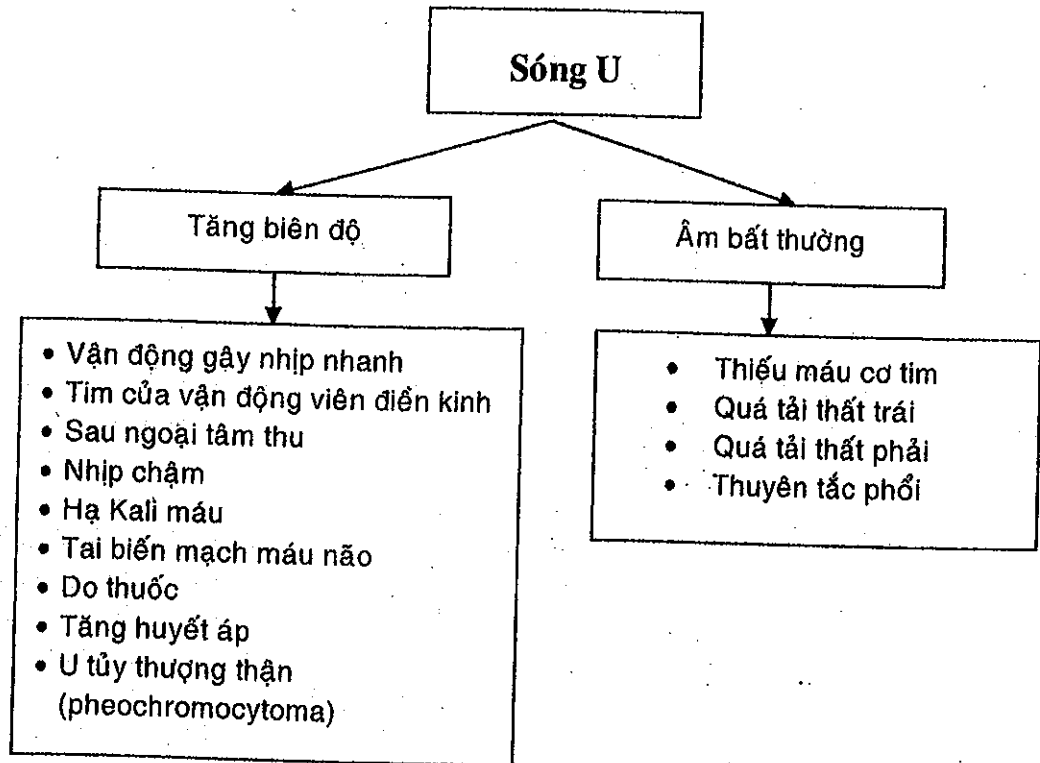 Sóng U
Tăng biên độ
Âm bất thường
• Vận động gây nhịp nhanh
• Tim của vận động viên điền kinh
• Sau ngoại tâm thu
• Nhịp chậm
• Hạ Kali máu
• Tai biến mạch máu não
• Do thuốc
• Tăng huyết áp
• U tủy thượng thận
(pheochromocytoma)
• Thiếu máu cơ tim
• Quá tải thất trái
• Quá tải thất phải
• Thuyên tắc phổi